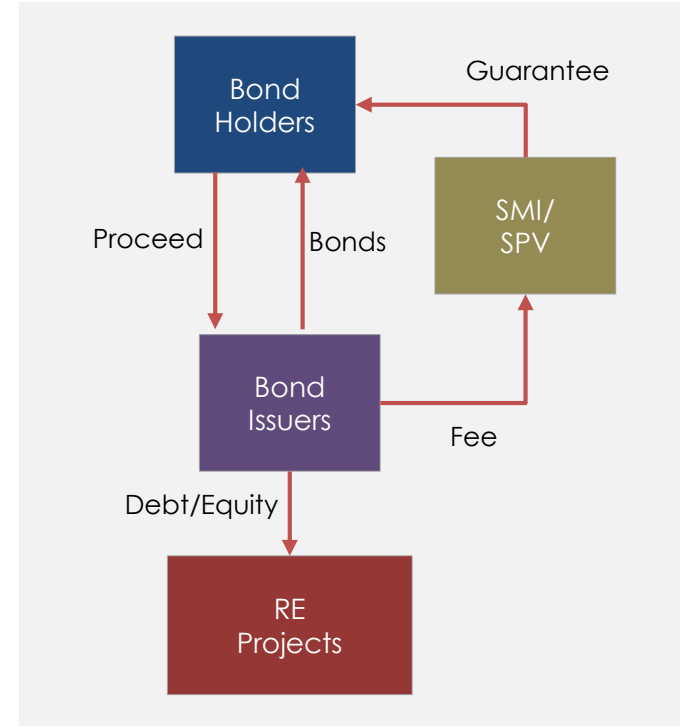 Guarantee
Bond
Holders
SMI/
SPV
Proceed
Bonds
Bond
Issuers
Fee
Debt/Equity
RE
Projects